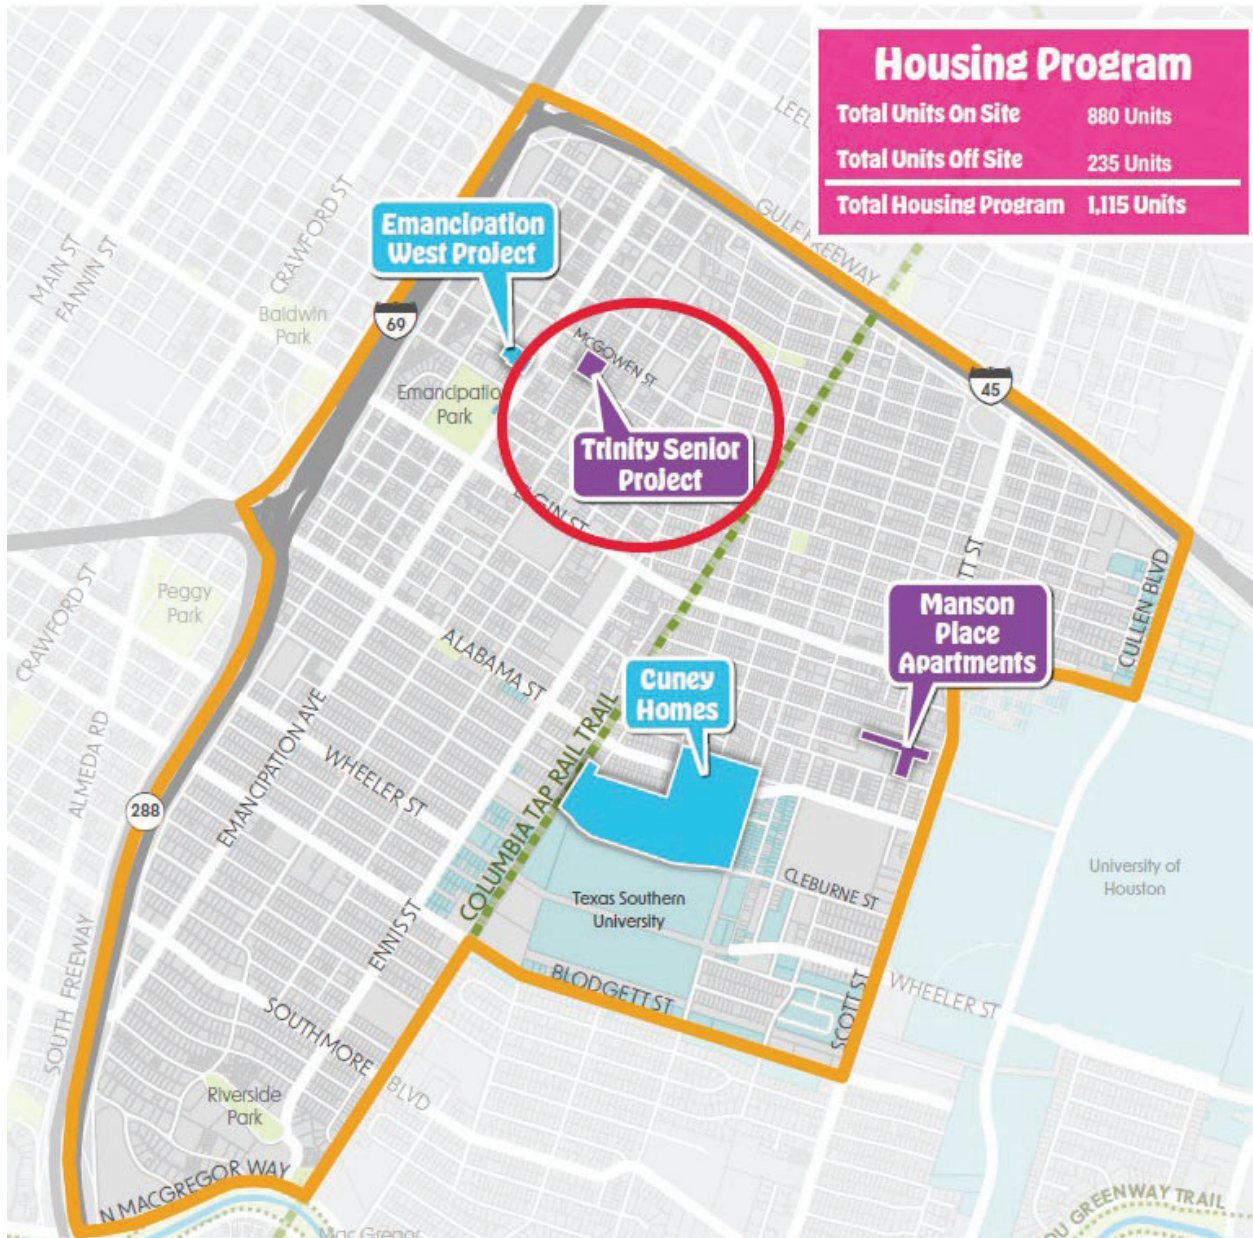 Housing Program
Total Units On Site 880 Units
Total Units Off Site 235 Units
Total Housing Program 1,115 Units
GULF FREEWAY
CRAWFORD ST
MAIN ST
FANNIN ST
Emancipation
West Project
Baldwin
Park
69
MCGOWEN ST
45
Park
Trinity Senior
Project
ELGIN ST
Peggy
Park
CRAWFORD ST
Manson
Place
Apartments
CULLEN BLVD
ALABAMA ST
Cuney
Homes
COLUMBIA TAP RAIL TRAIL
EMANCIPATION AVE
ALMEDA RD
WHEELER ST
288
University of
Houston
CLEBURNE ST
Texas Southern
University
ENNIS ST
SOUTH FREEWAY
BLODGETT ST
SCOTT ST
WHEELER ST
SOUTHMORE
BLVD
Riverside
Park
N MACGREGOR WAY
GREENWAY TRAIL